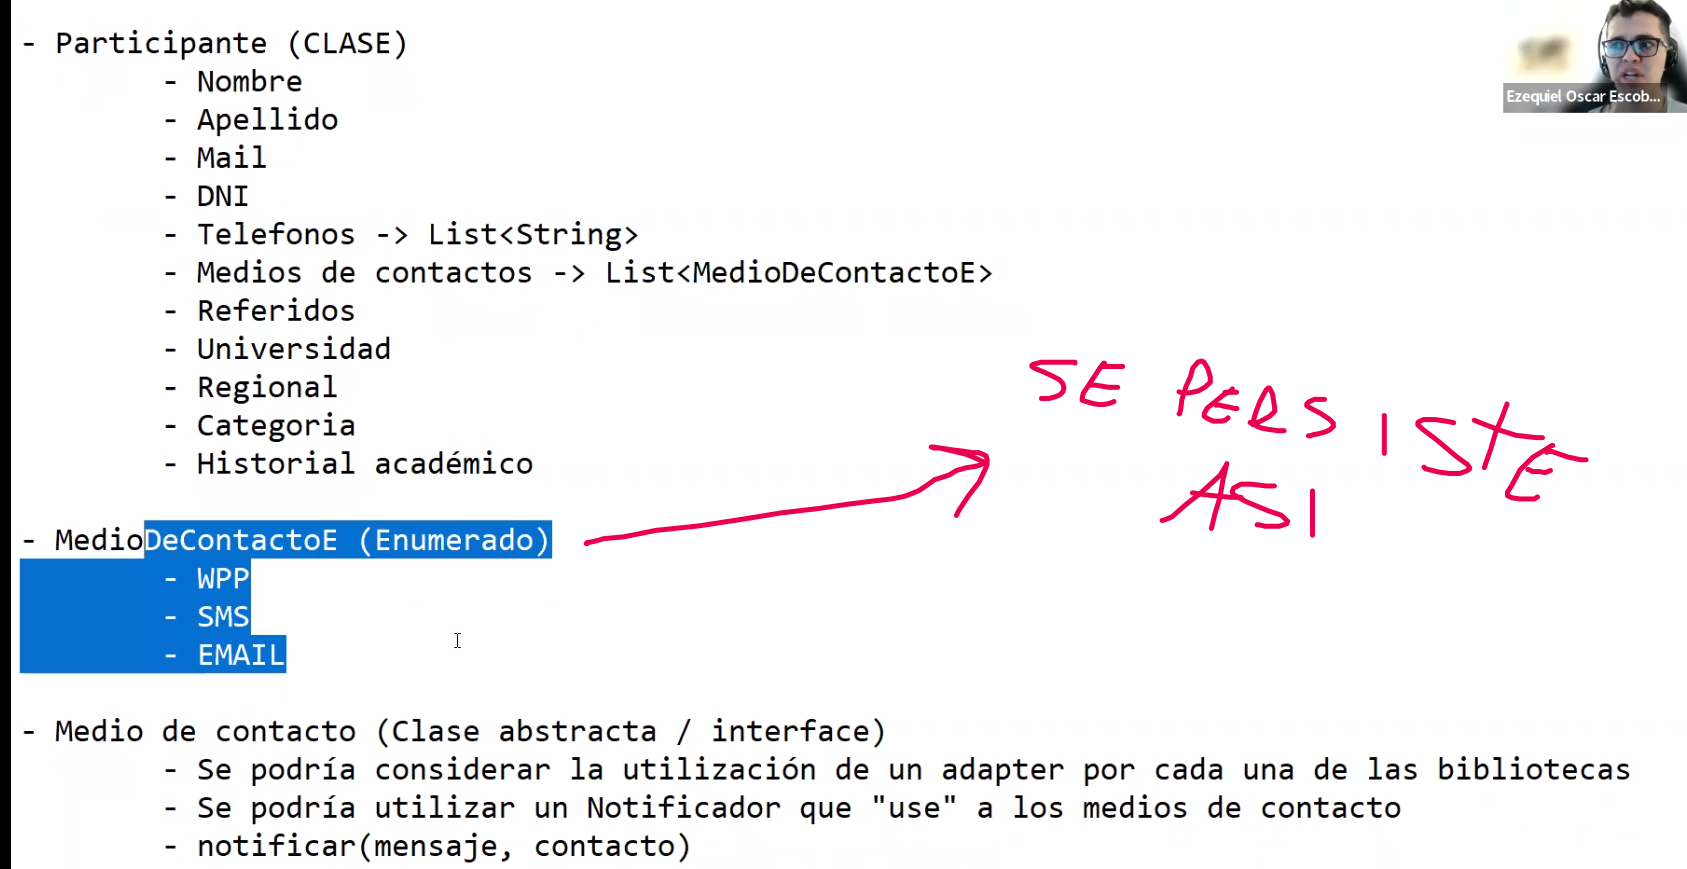 - Participante (CLASE)
- Nombre
- Apellido
- Mail
- DNI
- Telefonos -> List<String>
- Medios de contactos -> List<MedioDeContactoE>
- Referidos
- Universidad
- Regional
- Categoria
- Historial académico
- MedioDeContactoE (Enumerado)
- WPP
- SMS
- EMAIL
- Medio de contacto (Clase abstracta / interface)
- Se podría considerar la utilización de un adapter por cada una de las bibliotecas
- Se podría utilizar un Notificador que "use" a los medios de contacto
- notificar(mensaje, contacto)
SE PERSISTE
ASI
Ezequiel Oscar Escob...